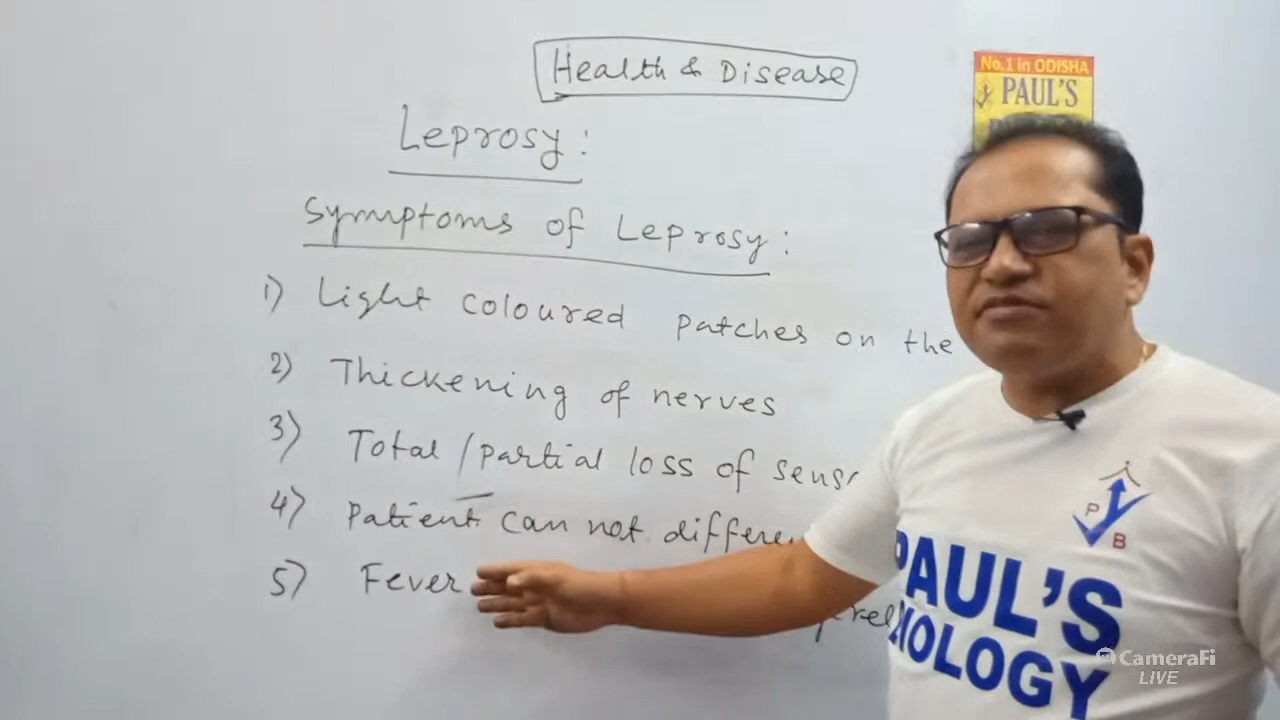 Health & Disease
No.1 in ODISHA
PAUL'S
Leprosy:
Symptoms of Leprosy:
1) Light coloured patches on the
2) Thickening of nerves
3) Total/partial loss of sens
4) Patient can not differe
5) Fever
P
B
PAUL'S
BIOLOGY
CameraFi
LIVE